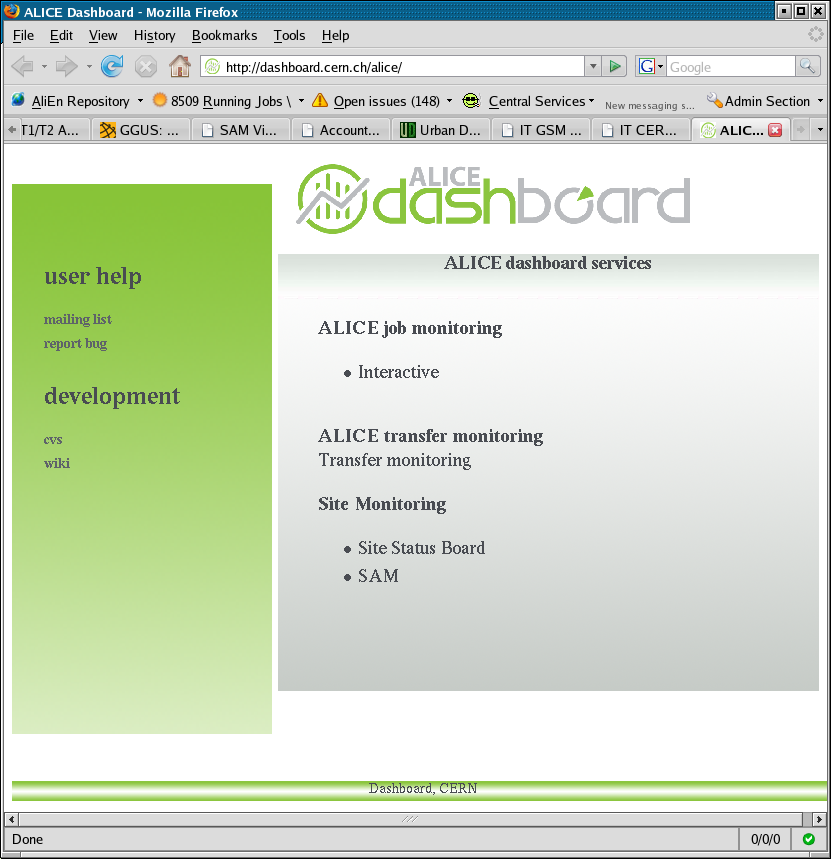 ALICE Dashboard - Mozilla Firefox
File Edit View History Bookmarks Tools Help
http://dashboard.cern.ch/alice/ G Google
AliEn Repository 8509 Running Jobs \ Open issues (148) Central Services New messaging s... Admin Section
T1/T2 A... GGUS: ... SAM Vi... Account... Urban D... IT GSM ... IT CER... ALIC...
ALICE
dashboard
ALICE dashboard services
user help
mailing list
report bug
development
cvs
wiki
ALICE job monitoring
• Interactive
ALICE transfer monitoring
Transfer monitoring
Site Monitoring
• Site Status Board
• SAM
Dashboard, CERN
Done 0/0/0